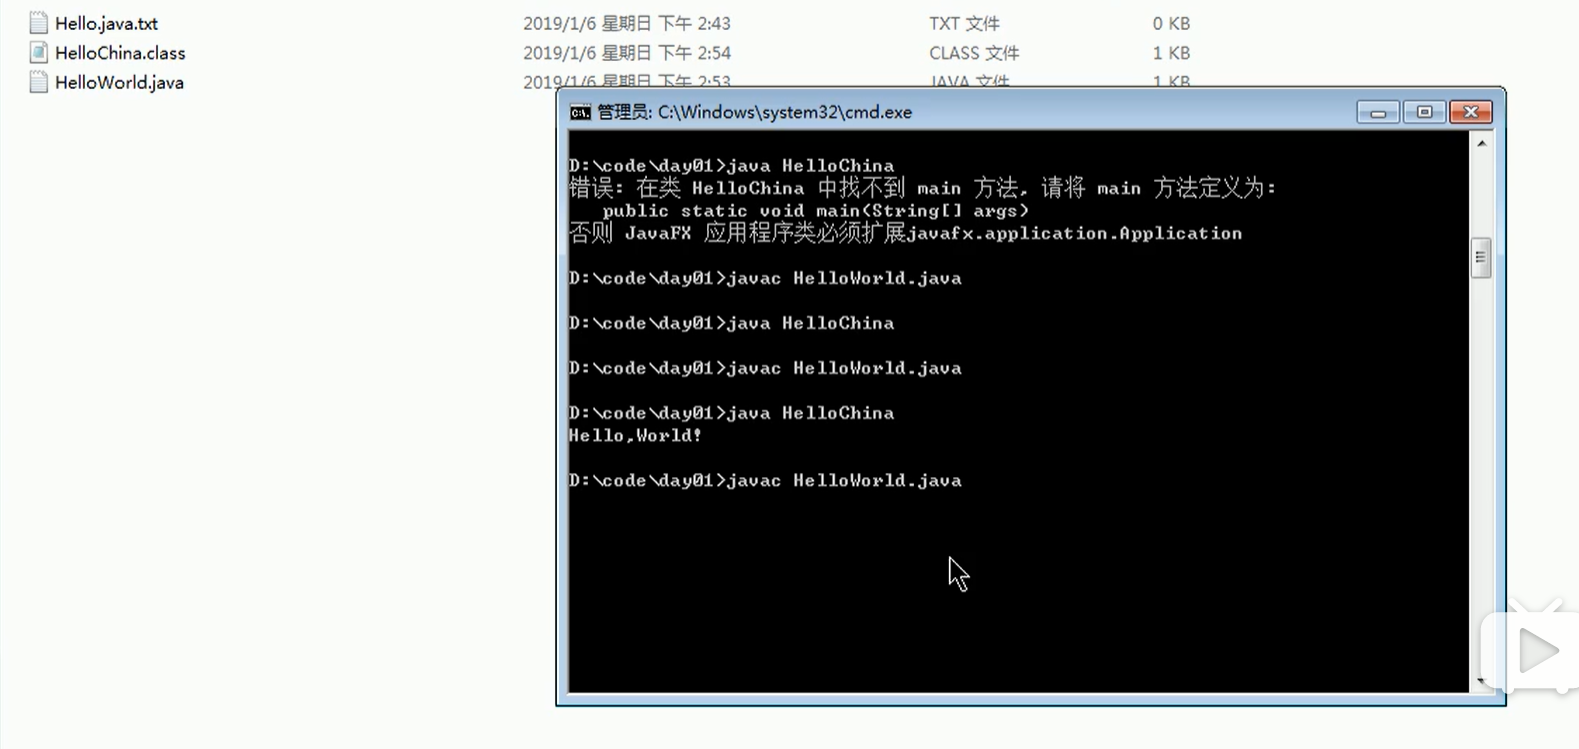 Hello.java.txt 2019/1/6 星期日 下午 2:43 TXT 文件 0 KB
HelloChina.class 2019/1/6 星期日 下午 2:54 CLASS 文件 1 KB
HelloWorld.java 2019/1/6 星期日 下午 2:53 JAVA 文件 1 KB
管理员: C:\Windows\system32\cmd.exe
D:\code\day01>java HelloChina
错误: 在类 HelloChina 中找不到 main 方法, 请将 main 方法定义为:
public static void main(String[] args)
否则 JavaFX 应用程序类必须扩展javafx.application.Application
D:\code\day01>javac HelloWorld.java
D:\code\day01>java HelloChina
D:\code\day01>javac HelloWorld.java
D:\code\day01>java HelloChina
Hello,World!
D:\code\day01>javac HelloWorld.java